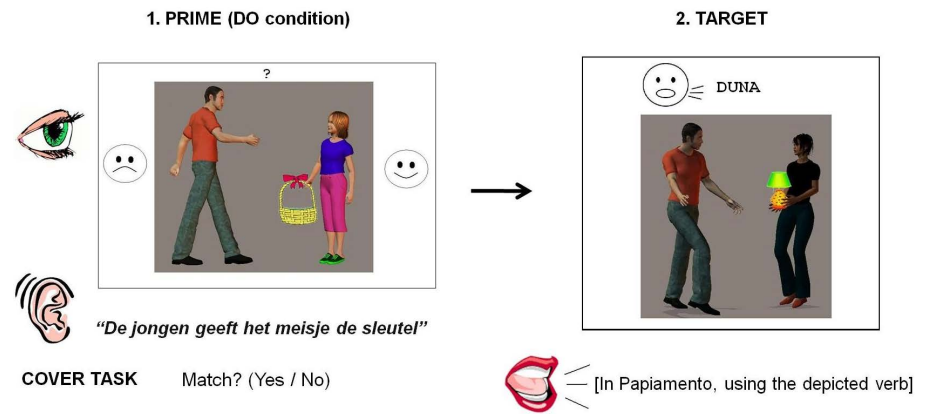 1. PRIME (DO condition)
2. TARGET
?
DUNA
“De jongen geeft het meisje de sleutel”
COVER TASK Match? (Yes / No)
[In Papiamento, using the depicted verb]